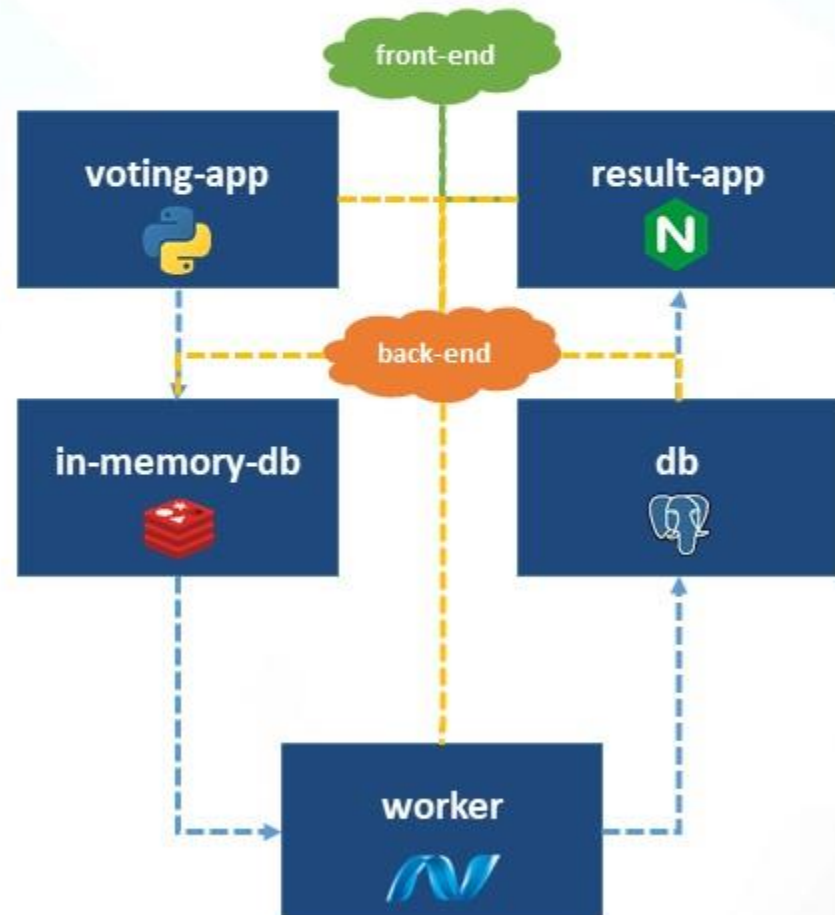 front-end
voting-app
result-app
N
back-end
in-memory-db
db
worker